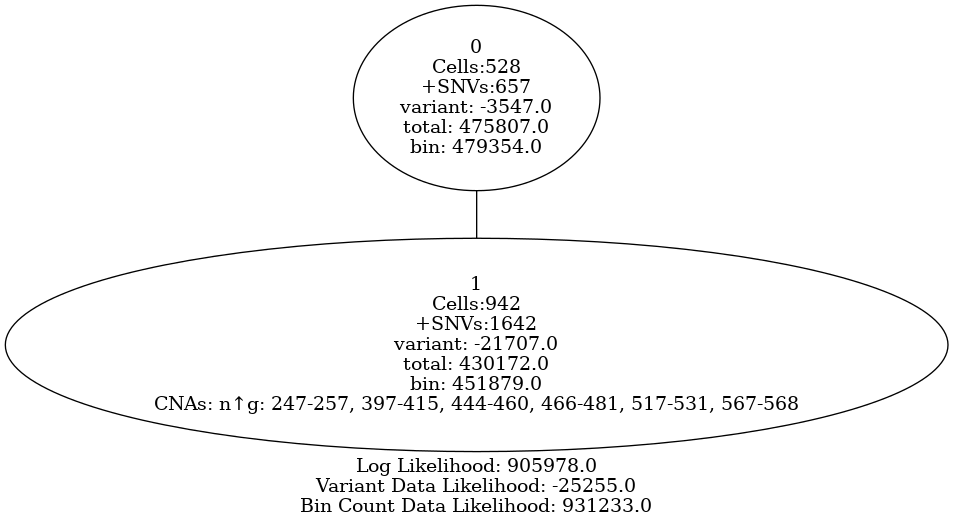 0
Cells:528
+SNVs:657
variant: -3547.0
total: 475807.0
bin: 479354.0
1
Cells:942
+SNVs:1642
variant: -21707.0
total: 430172.0
bin: 451879.0
CNAs: n↑g: 247-257, 397-415, 444-460, 466-481, 517-531, 567-568
Log Likelihood: 905978.0
Variant Data Likelihood: -25255.0
Bin Count Data Likelihood: 931233.0